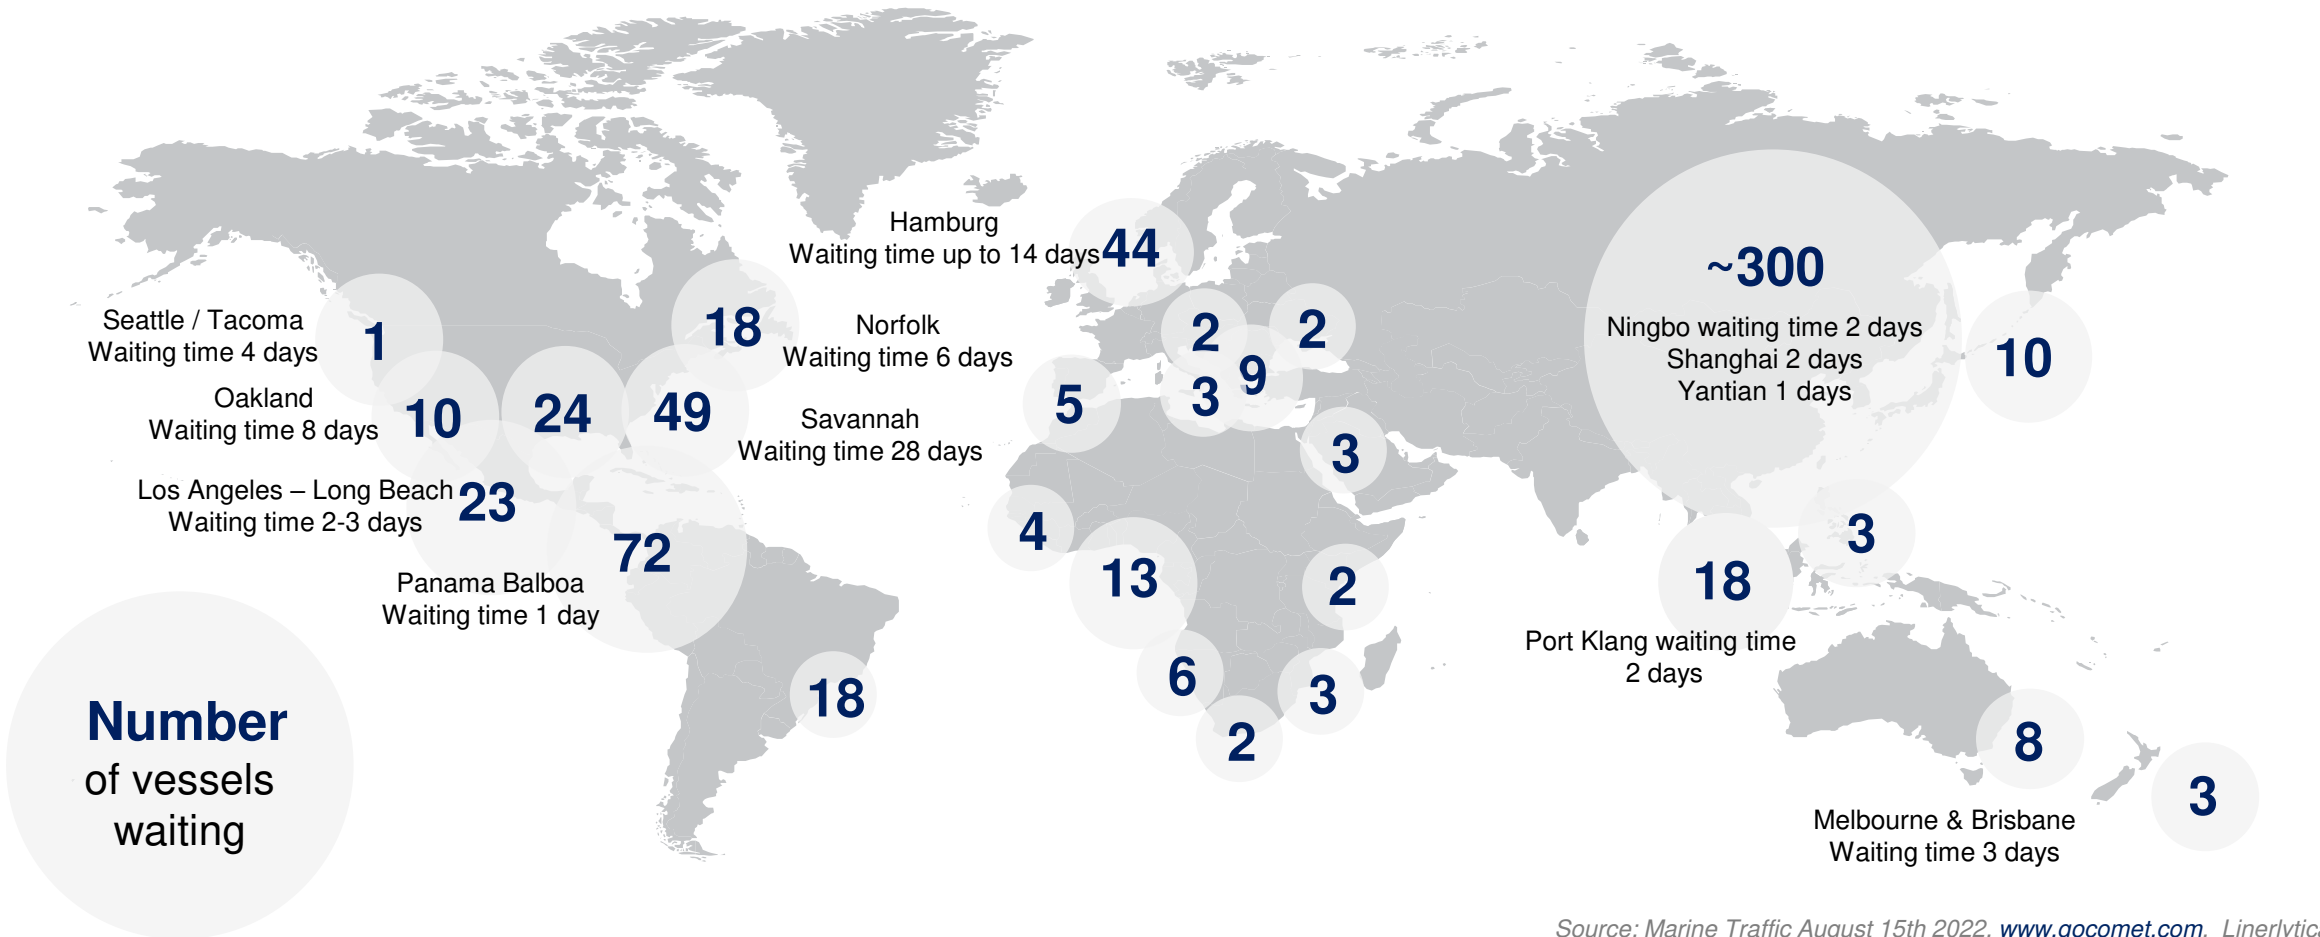 Hamburg
Waiting time up to 14 days
44
~300
Ningbo waiting time 2 days
Shanghai 2 days
Yantian 1 days
10
Seattle / Tacoma
Waiting time 4 days
1
18
Norfolk
Waiting time 6 days
2
2
9
3
5
Oakland
Waiting time 8 days
10
24
49
Savannah
Waiting time 28 days
3
Los Angeles – Long Beach
Waiting time 2-3 days
23
72
Panama Balboa
Waiting time 1 day
4
13
2
18
3
Port Klang waiting time
2 days
6
3
2
18
8
3
Melbourne & Brisbane
Waiting time 3 days
Number
of vessels
waiting
Source: Marine Traffic August 15th 2022, www.gocomet.com, Linerlytica